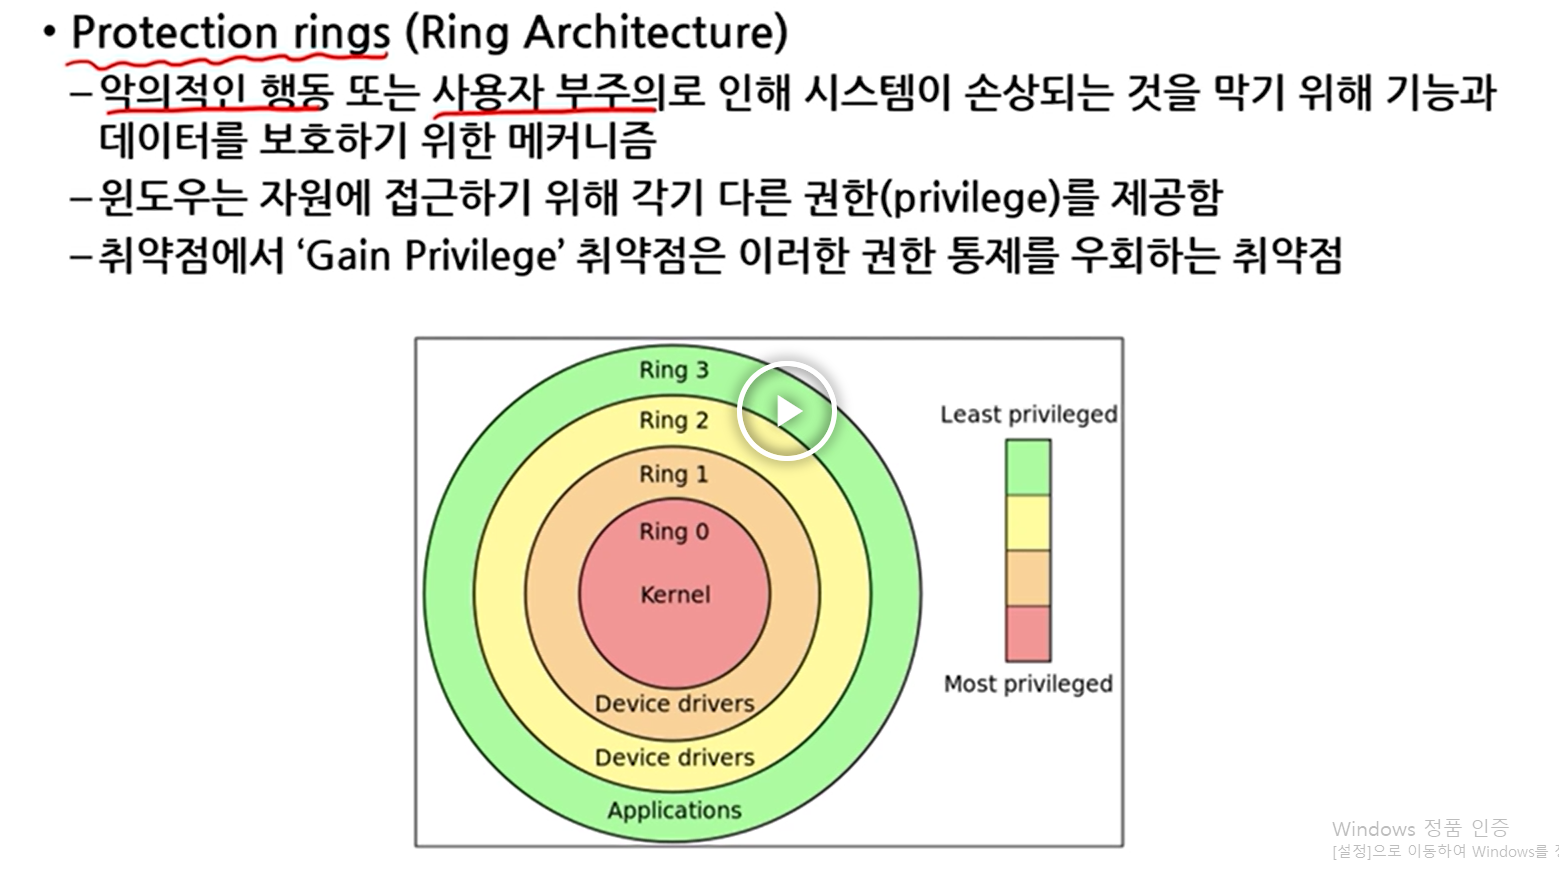 • Protection rings (Ring Architecture)
– 악의적인 행동 또는 사용자 부주의로 인해 시스템이 손상되는 것을 막기 위해 기능과
데이터를 보호하기 위한 메커니즘
– 윈도우는 자원에 접근하기 위해 각기 다른 권한(privilege)를 제공함
– 취약점에서 ‘Gain Privilege’ 취약점은 이러한 권한 통제를 우회하는 취약점
Ring 3
Ring 2
Ring 1
Ring 0
Kernel
Device drivers
Device drivers
Applications
Least privileged
Most privileged
Windows 정품 인증
[설정]으로 이동하여 Windows를